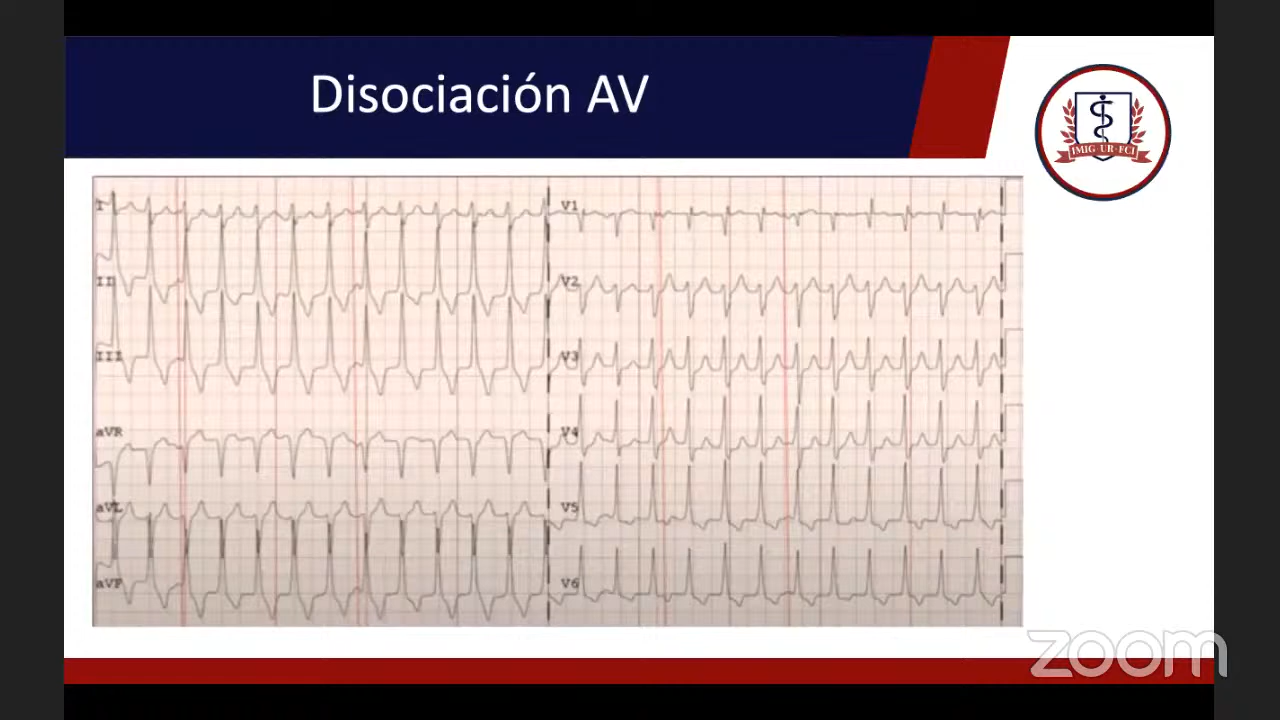 Disociación AV
IMIG-UR-FCI
I
V1
II
V2
III
V3
aVR
V4
aVL
V5
aVF
V6
zoom